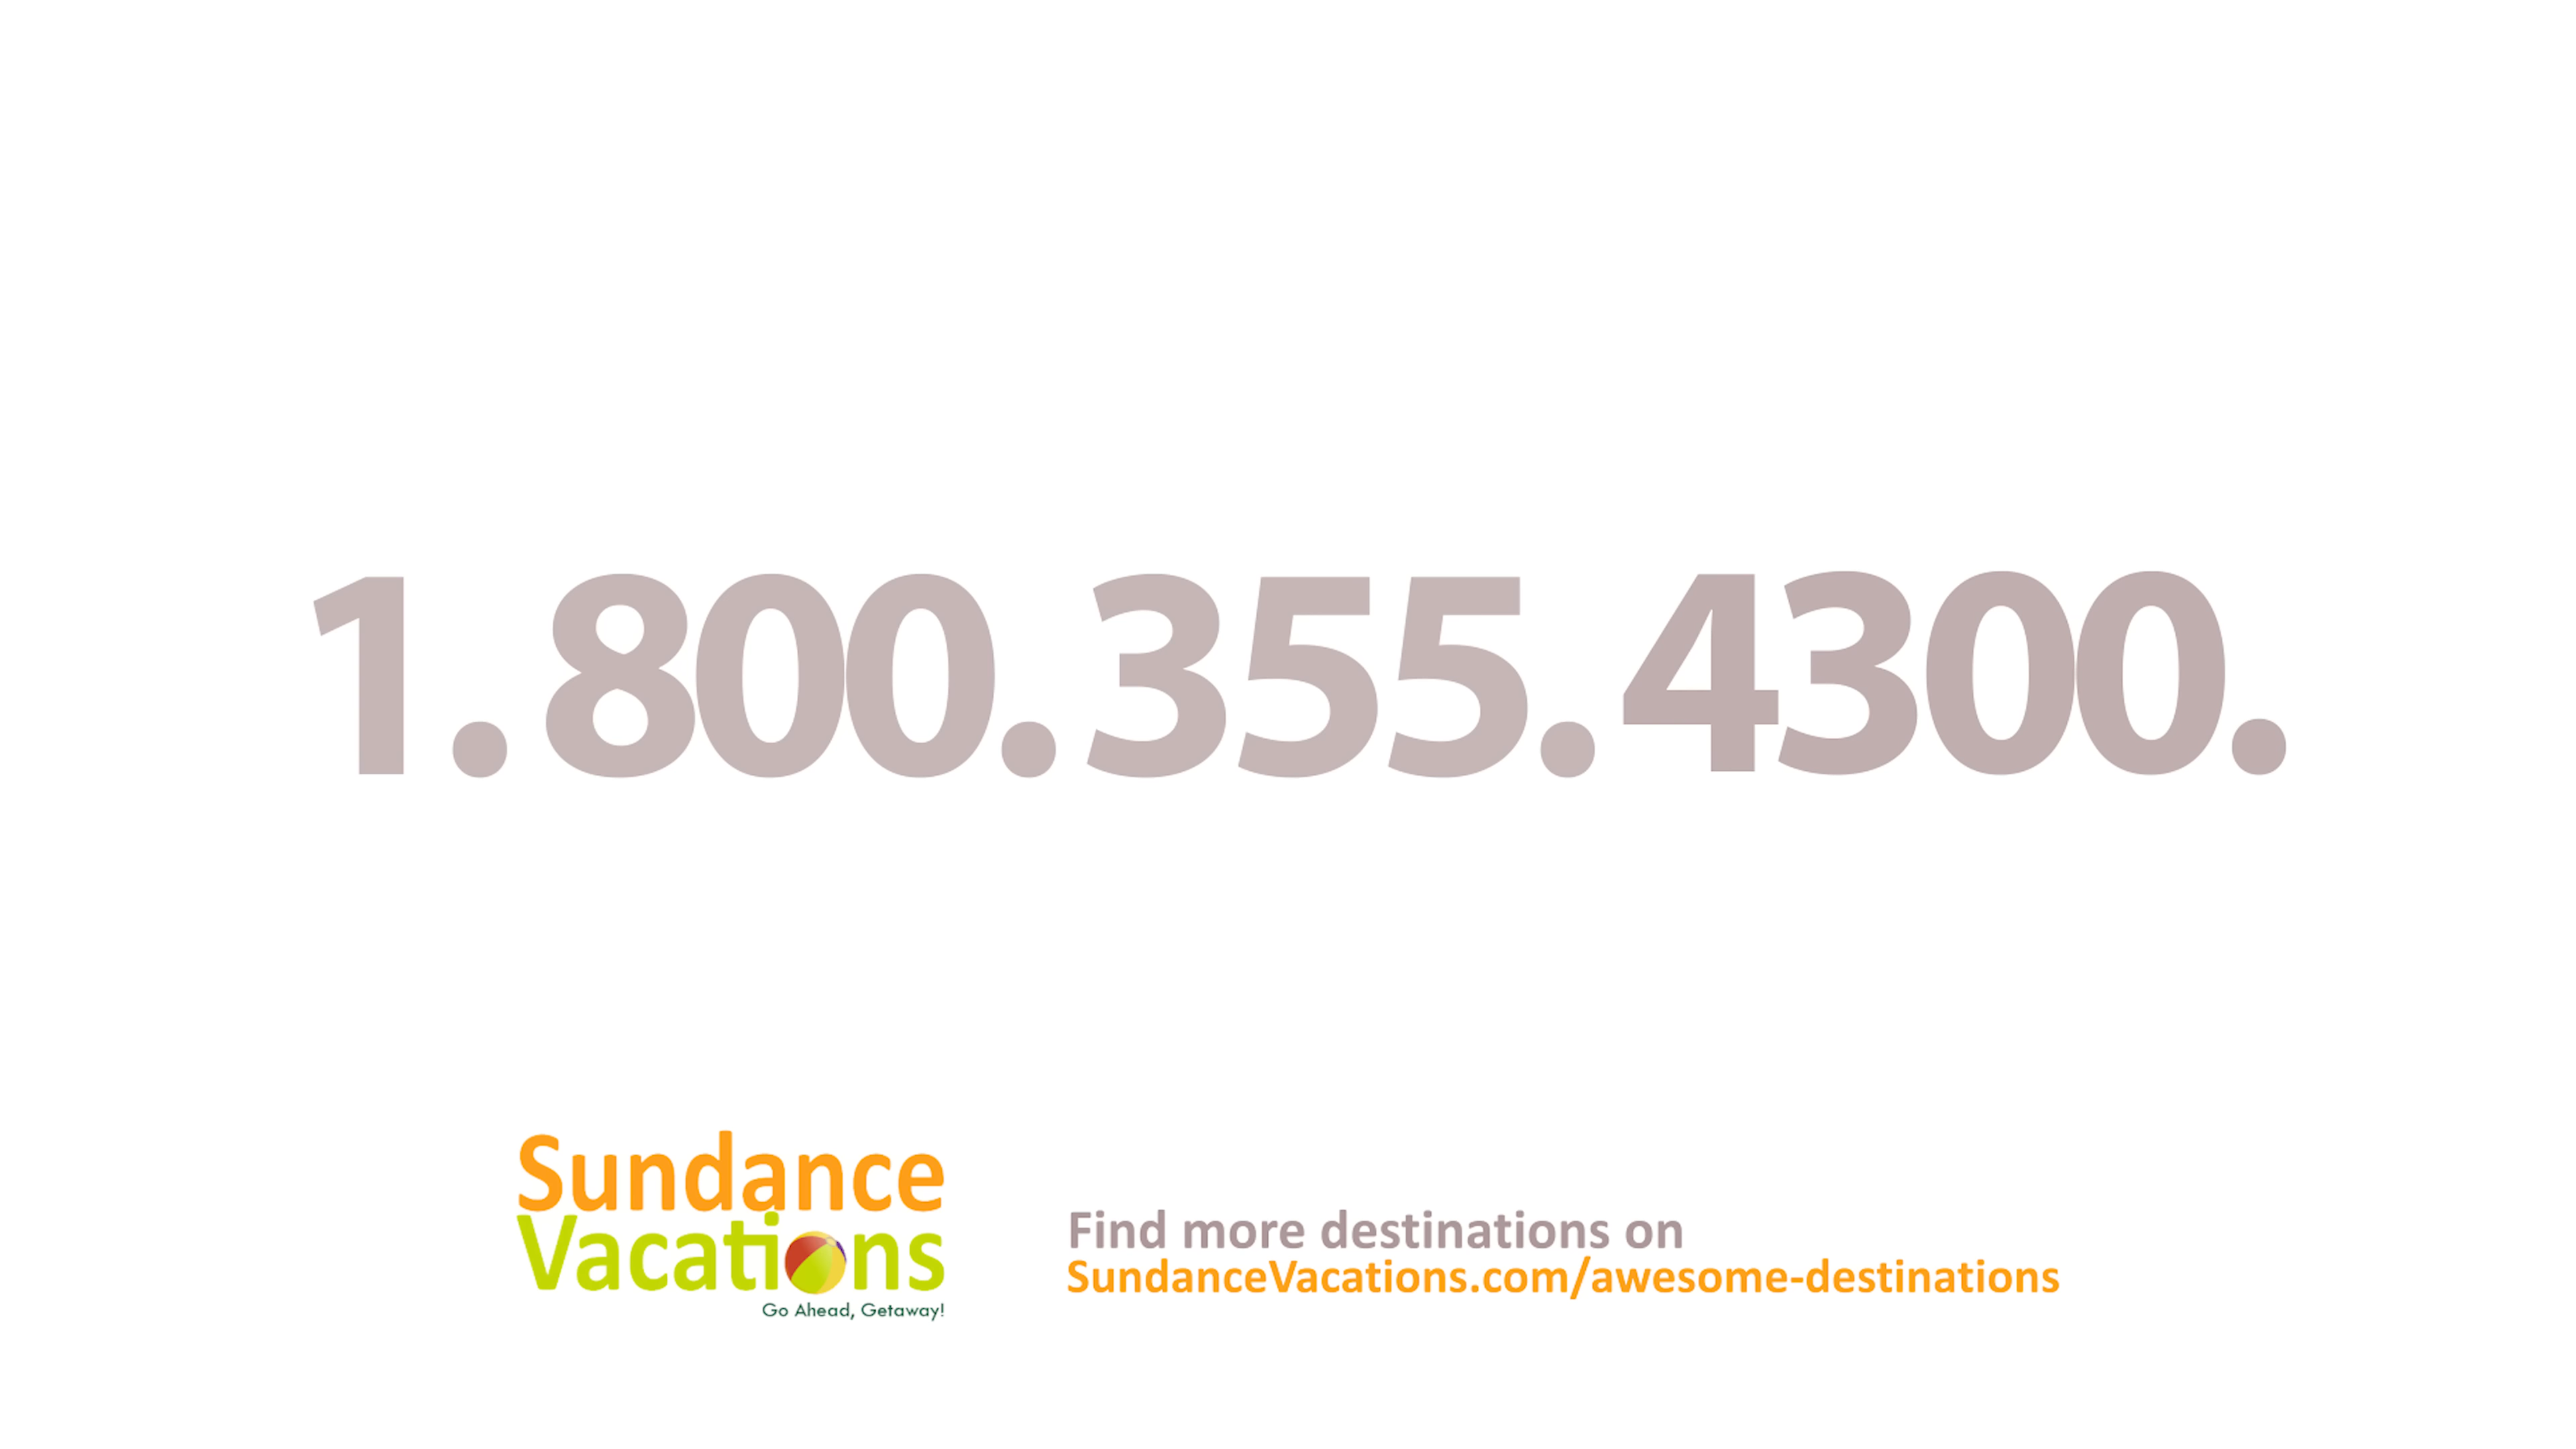 1.800.355.4300.
Sundance
Vacations
Go Ahead, Getaway!
Find more destinations on
SundanceVacations.com/awesome-destinations